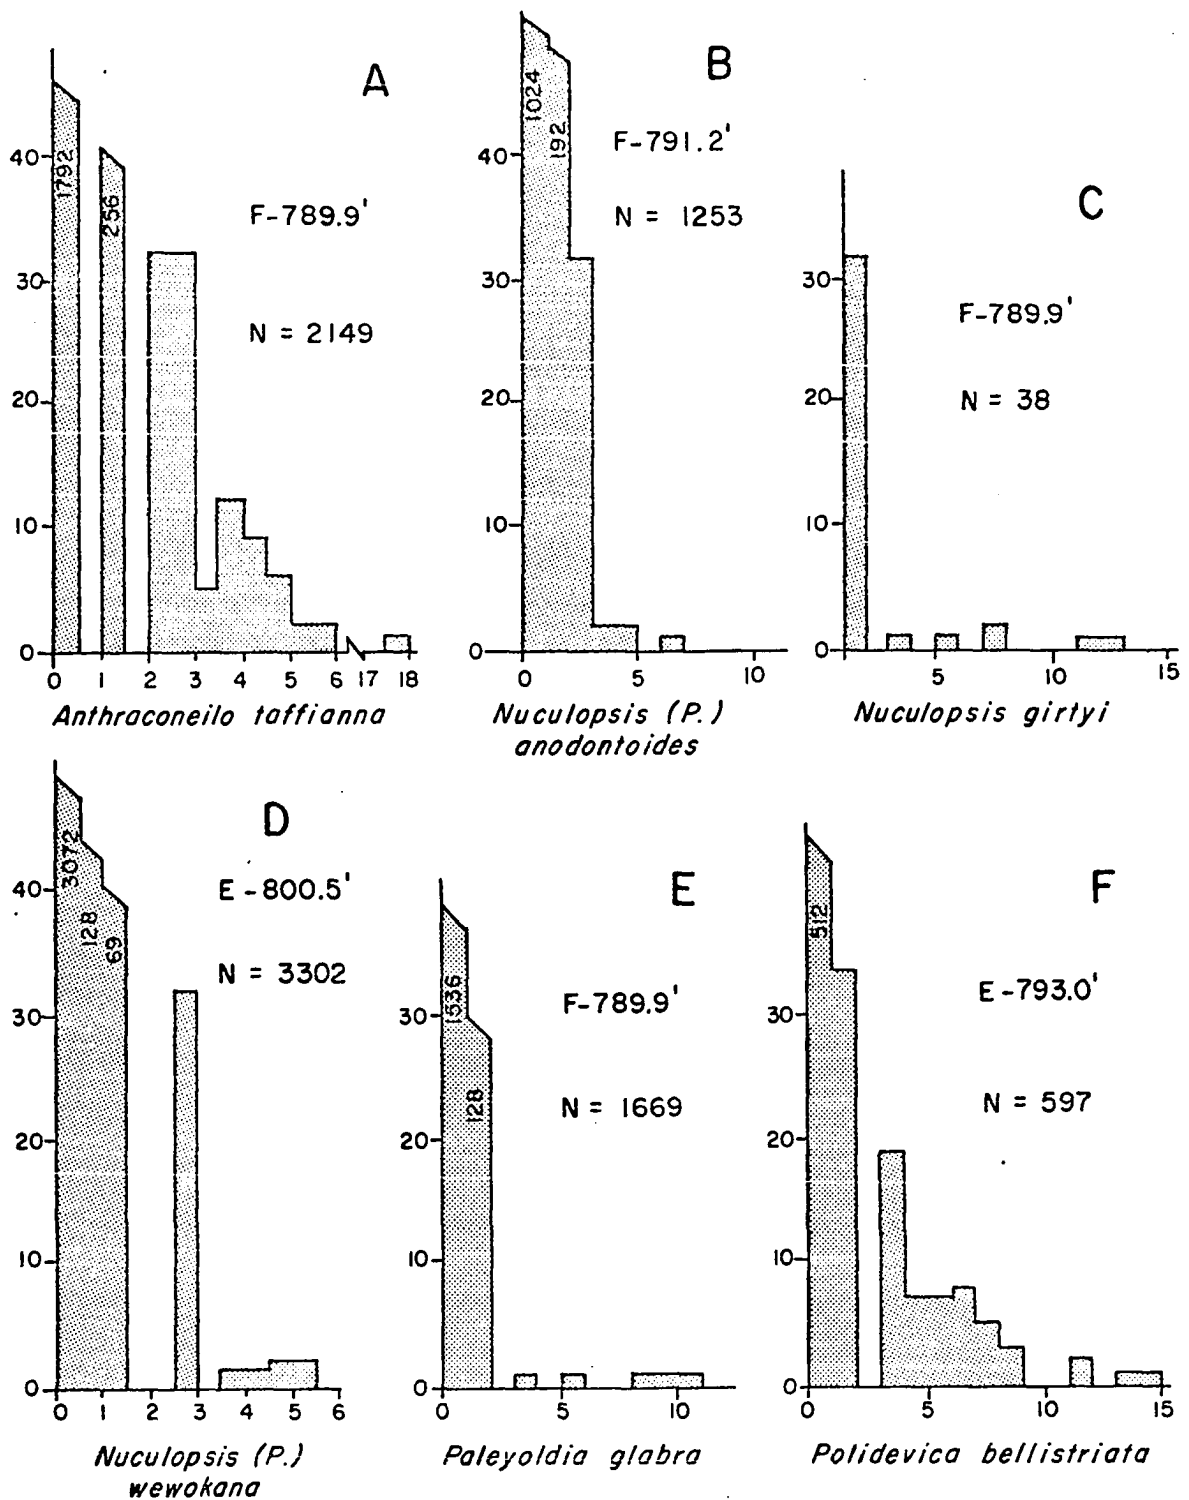 A
40
30
20
10
0
1792
256
F-789.9'
N = 2149
0 1 2 3 4 5 6 17 18
Anthraconeilo taffianna
B
40
30
20
10
0
1024
192
F-791.2'
N = 1253
0 5 10
Nuculopsis (P.)
anodontoides
C
30
20
10
0
F-789.9'
N = 38
5 10 15
Nuculopsis girtyi
D
40
30
20
10
0
3072
128
69
E-800.5'
N = 3302
0 1 2 3 4 5 6
Nuculopsis (P.)
wewokana
E
30
20
10
0
1536
128
F-789.9'
N = 1669
0 5 10
Paleyoldia glabra
F
30
20
10
0
512
E-793.0'
N = 597
0 5 10 15
Polidevica bellistriata